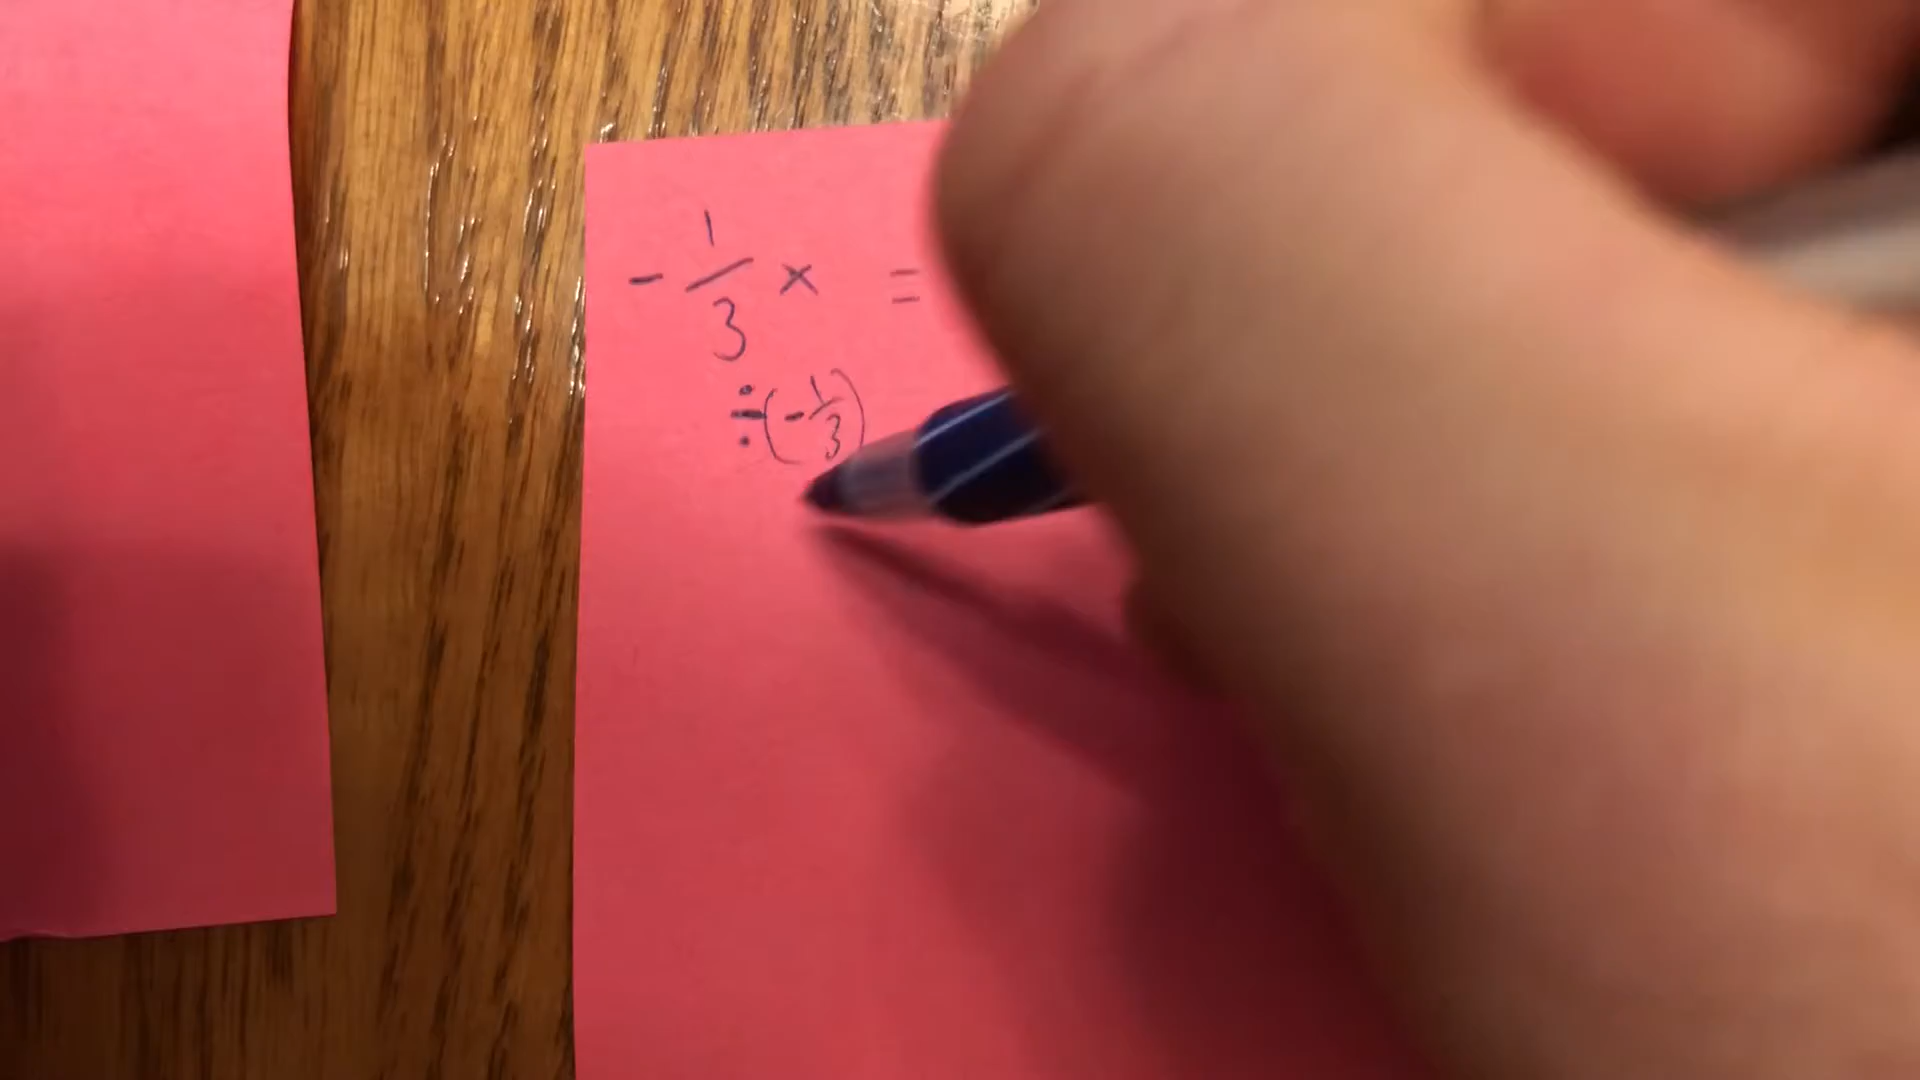 -1/3 x =
÷(-1/3)